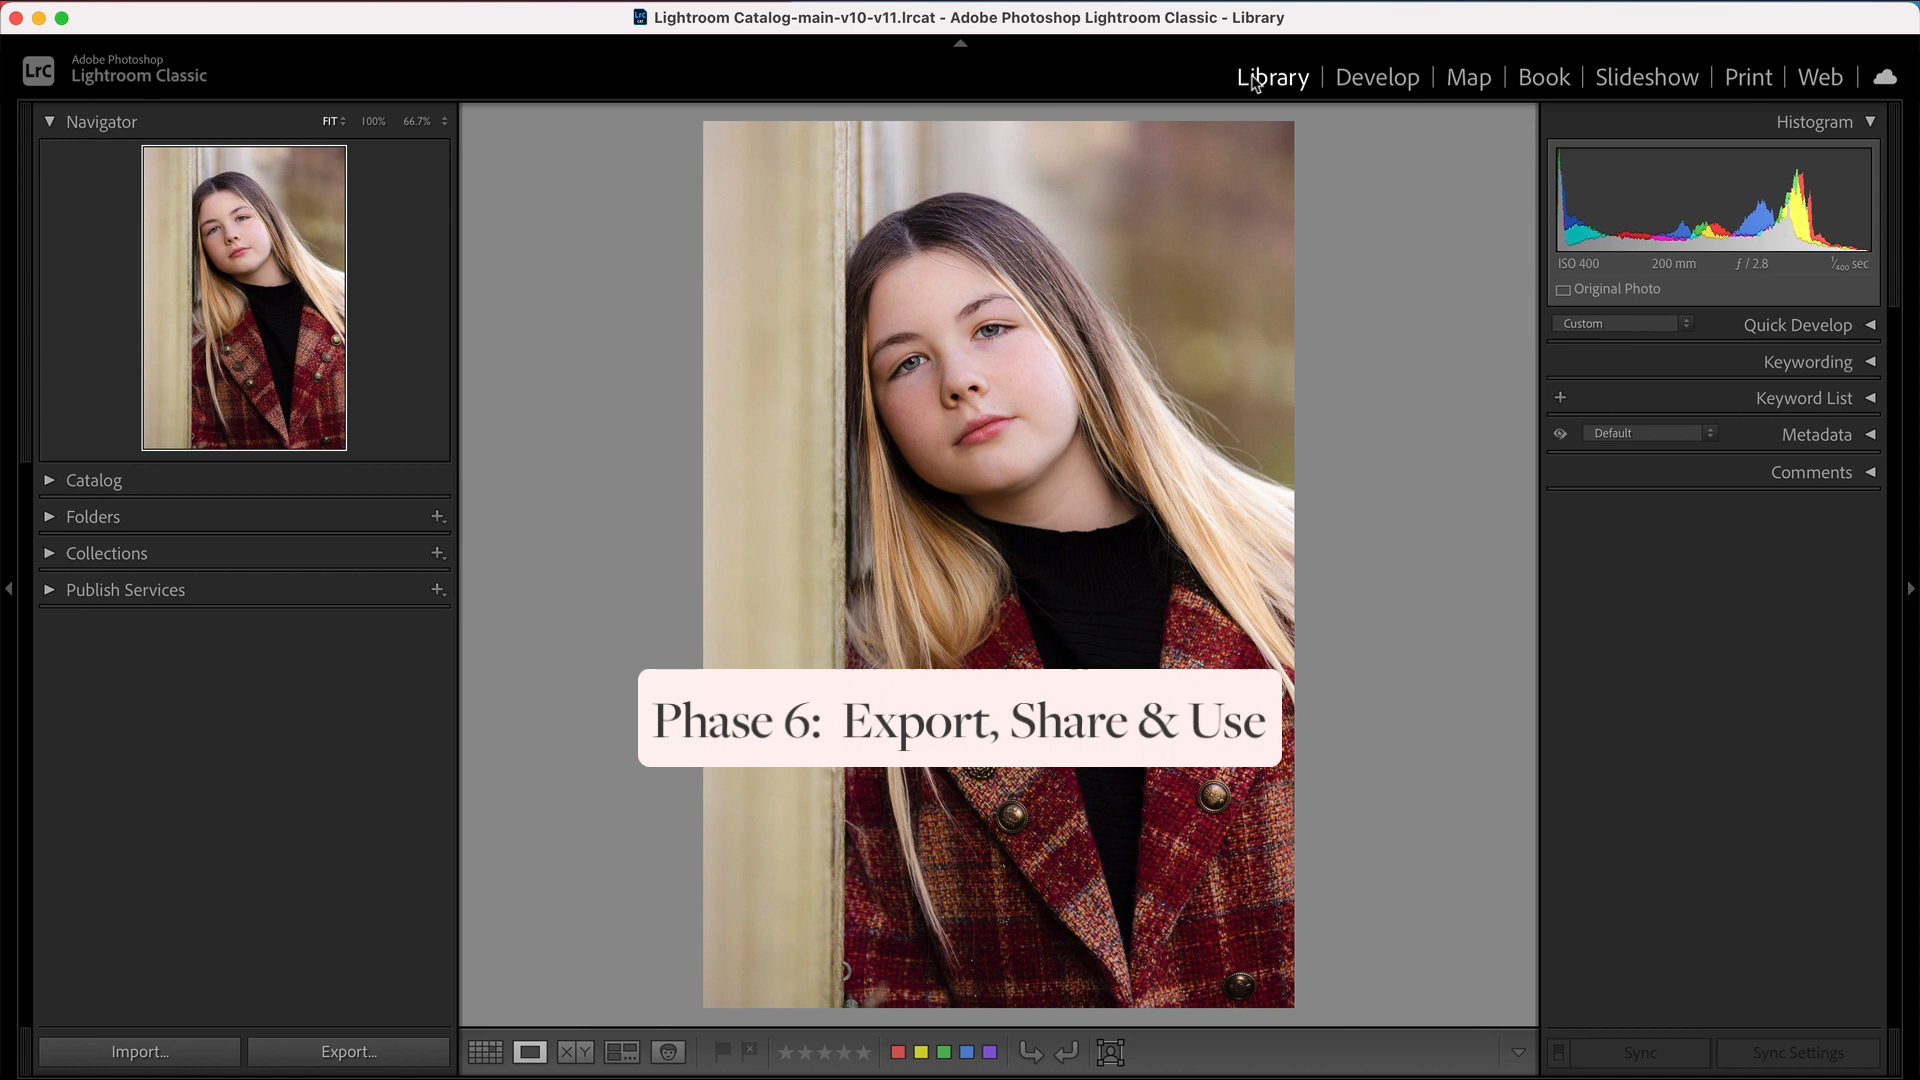 Lightroom Catalog-main-v10-v11.lrcat - Adobe Photoshop Lightroom Classic - Library
LrC
Adobe Photoshop
Lightroom Classic
Library | Develop | Map | Book | Slideshow | Print | Web
Navigator
FIT 100% 66.7%
Histogram
ISO 400 200 mm ƒ / 2.8 1/400 sec
Original Photo
Custom Quick Develop
Keywording
Keyword List
Default Metadata
Comments
Catalog
Folders
Collections
Publish Services
Phase 6: Export, Share & Use
Import... Export...
X Y
Sync Sync Settings